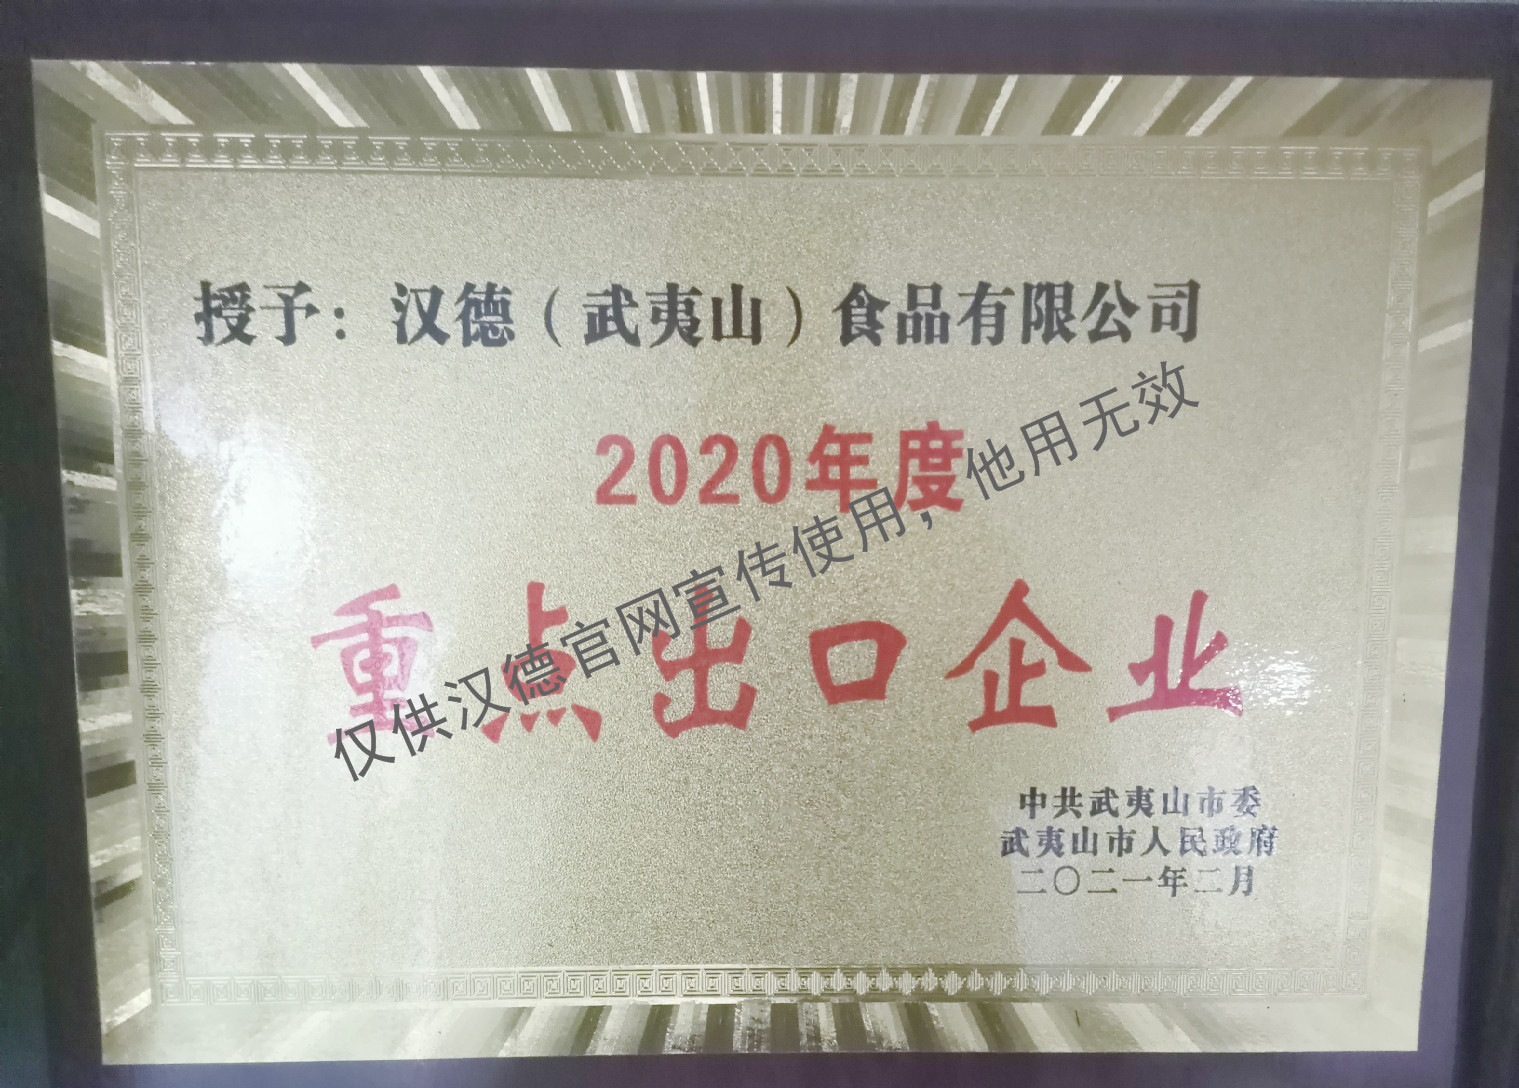 授予：汉德（武夷山）食品有限公司
2020年度
重点出口企业
仅供汉德官网宣传使用，他用无效
中共武夷山市委
武夷山市人民政府
二〇二一年二月